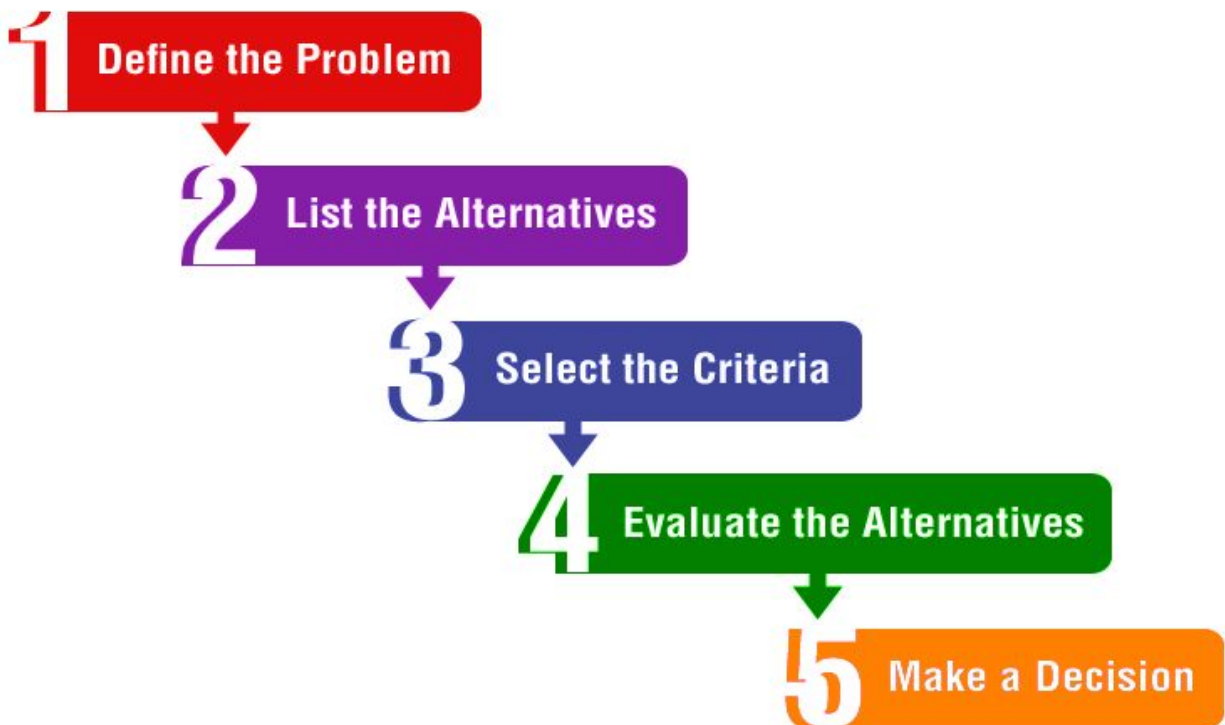 1 Define the Problem
2 List the Alternatives
3 Select the Criteria
4 Evaluate the Alternatives
5 Make a Decision